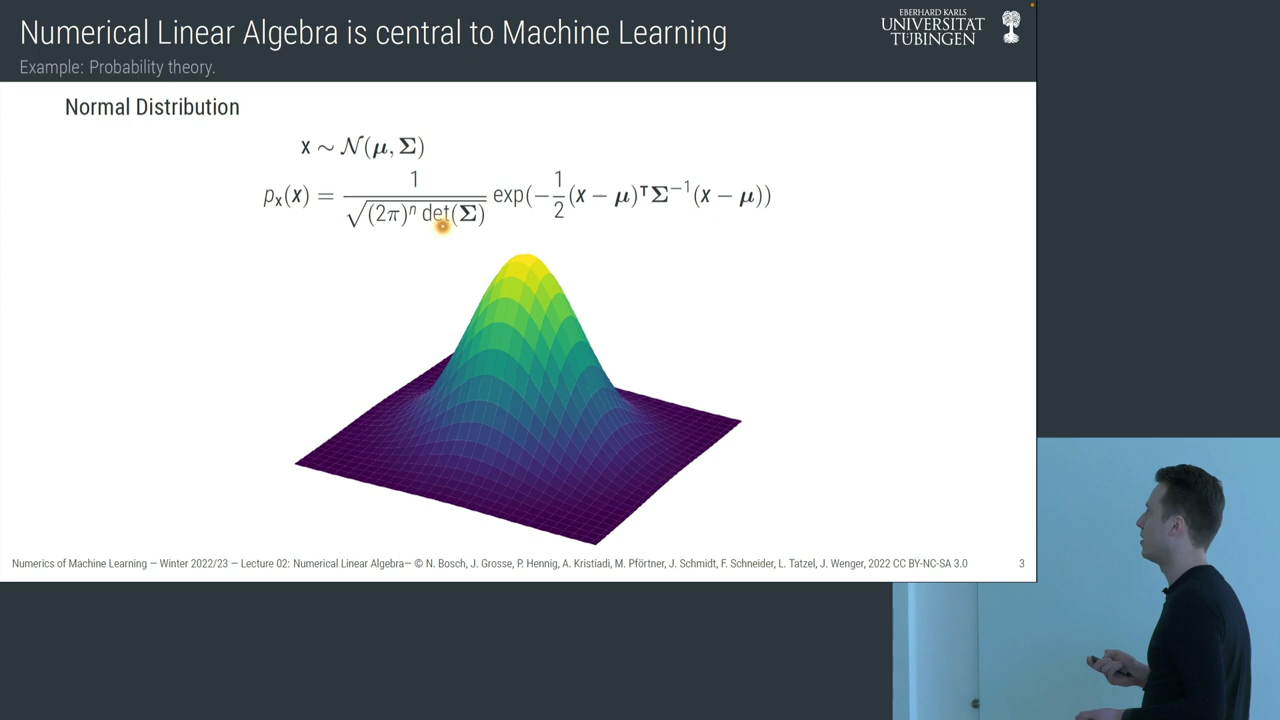 Numerical Linear Algebra is central to Machine Learning
Example: Probability theory.
EBERHARD KARLS
UNIVERSITÄT
TÜBINGEN
Normal Distribution
x ∼ 𝒩(μ, Σ)
pₓ(x) = 1 / √((2π)ⁿ det(Σ)) exp(−1/2 (x − μ)ᵀΣ⁻¹(x − μ))
Numerics of Machine Learning — Winter 2022/23 — Lecture 02: Numerical Linear Algebra— © N. Bosch, J. Grosse, P. Hennig, A. Kristiadi, M. Pförtner, J. Schmidt, F. Schneider, L. Tatzel, J. Wenger, 2022 CC BY-NC-SA 3.0
3